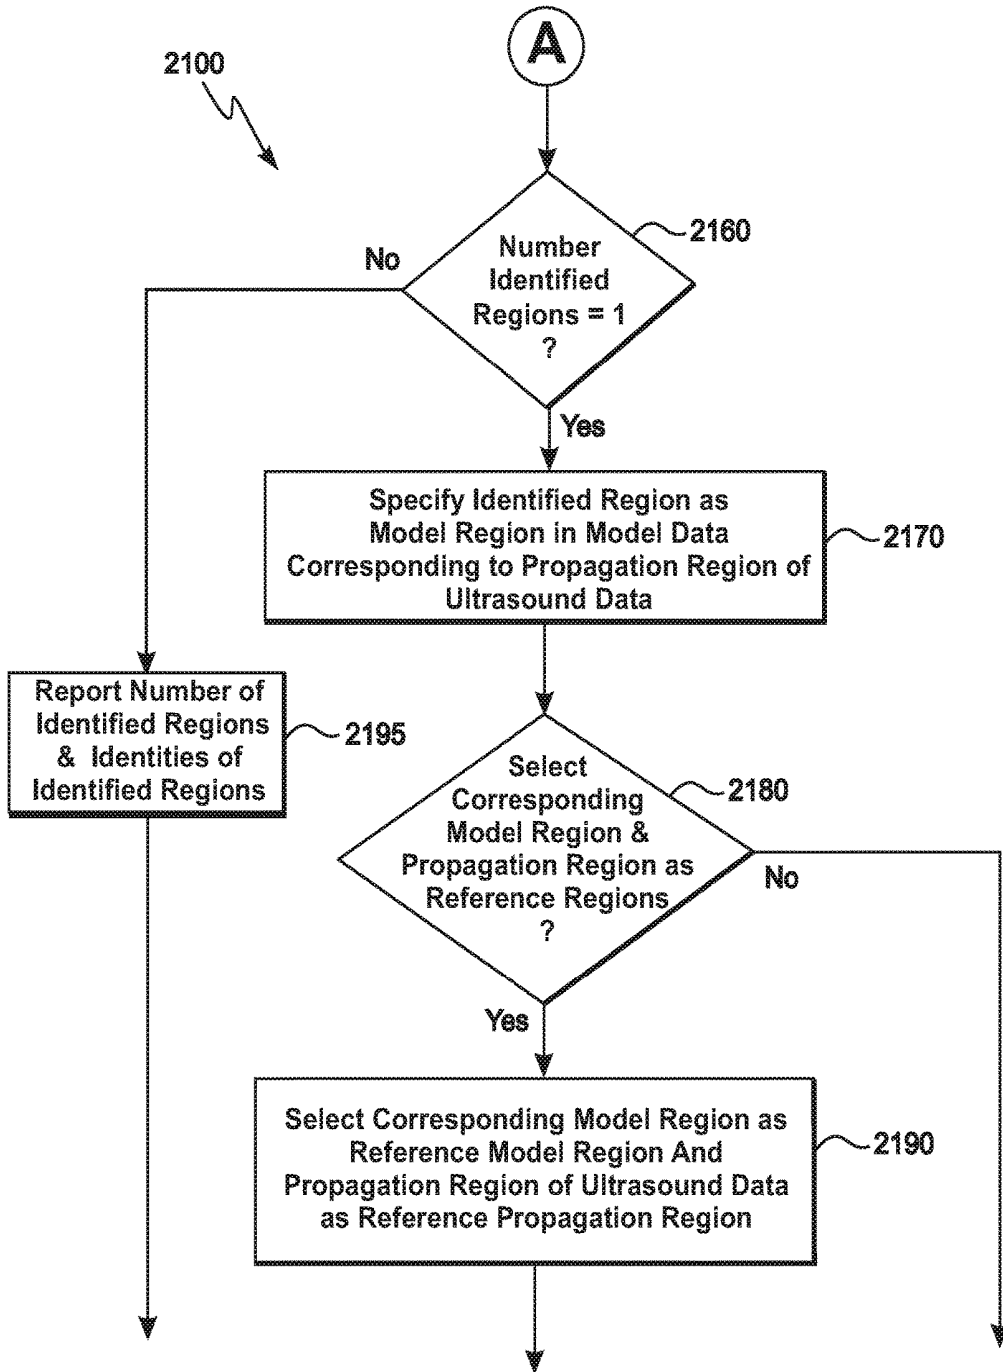 A
2100
2160
No
Number
Identified
Regions = 1
?
Yes
Specify Identified Region as
Model Region in Model Data
Corresponding to Propagation Region of
Ultrasound Data
2170
Report Number of
Identified Regions
& Identities of
Identified Regions
2195
Select
Corresponding
Model Region &
Propagation Region as
Reference Regions
?
2180
No
Yes
Select Corresponding Model Region as
Reference Model Region And
Propagation Region of Ultrasound Data
as Reference Propagation Region
2190